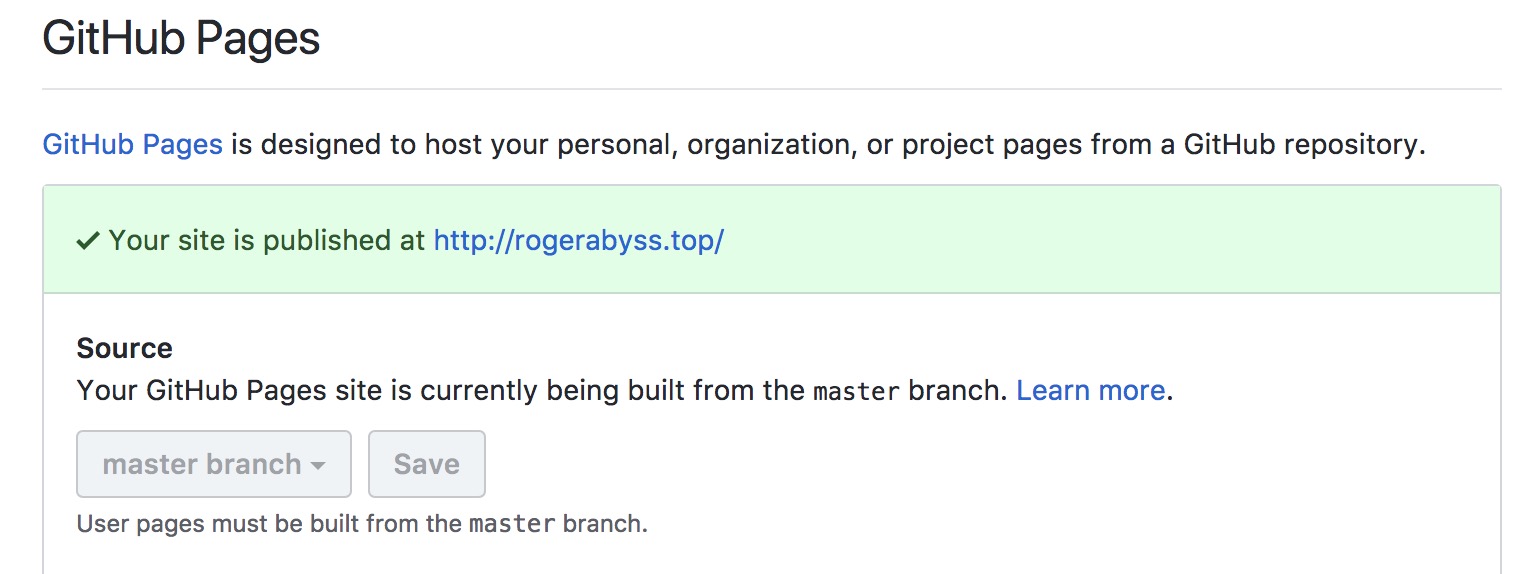 GitHub Pages
GitHub Pages is designed to host your personal, organization, or project pages from a GitHub repository.
✓ Your site is published at http://rogerabyss.top/
Source
Your GitHub Pages site is currently being built from the master branch. Learn more.
master branch Save
User pages must be built from the master branch.